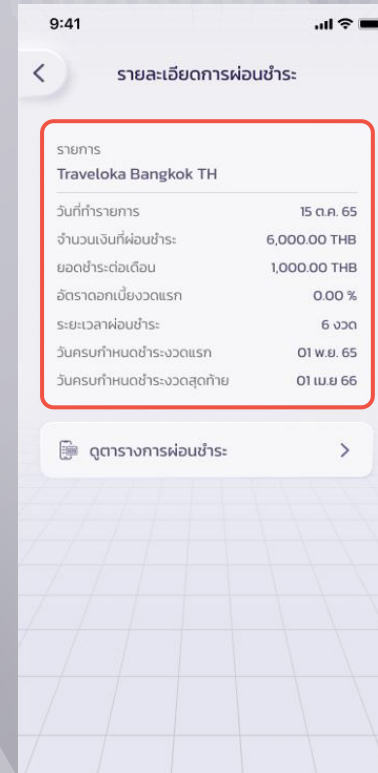 9:41
รายละเอียดการผ่อนชำระ
รายการ
Traveloka Bangkok TH
วันที่ทำรายการ 15 ต.ค. 65
จำนวนเงินที่ผ่อนชำระ 6,000.00 THB
ยอดชำระต่อเดือน 1,000.00 THB
อัตราดอกเบี้ยงวดแรก 0.00 %
ระยะเวลาผ่อนชำระ 6 งวด
วันครบกำหนดชำระงวดแรก 01 พ.ย. 65
วันครบกำหนดชำระงวดสุดท้าย 01 เม.ย 66
ดูตารางการผ่อนชำระ